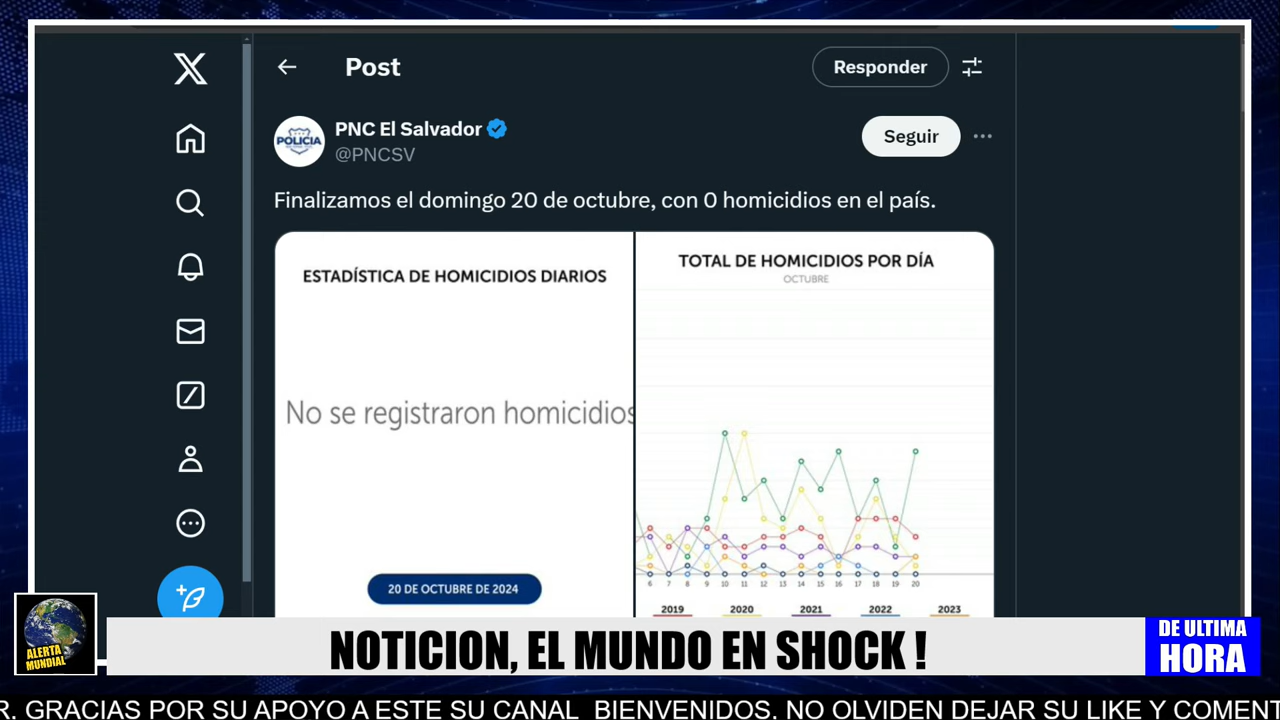 Post
Responder
POLICIA
PNC El Salvador
@PNCSV
Seguir
Finalizamos el domingo 20 de octubre, con 0 homicidios en el país.
ESTADÍSTICA DE HOMICIDIOS DIARIOS
No se registraron homicidios
20 DE OCTUBRE DE 2024
TOTAL DE HOMICIDIOS POR DÍA
OCTUBRE
6 7 8 9 10 11 12 13 14 15 16 17 18 19 20
2019 2020 2021 2022 2023
ALERTA
MUNDIAL
NOTICION, EL MUNDO EN SHOCK !
DE ULTIMA
HORA
R. GRACIAS POR SU APOYO A ESTE SU CANAL BIENVENIDOS. NO OLVIDEN DEJAR SU LIKE Y COMENT